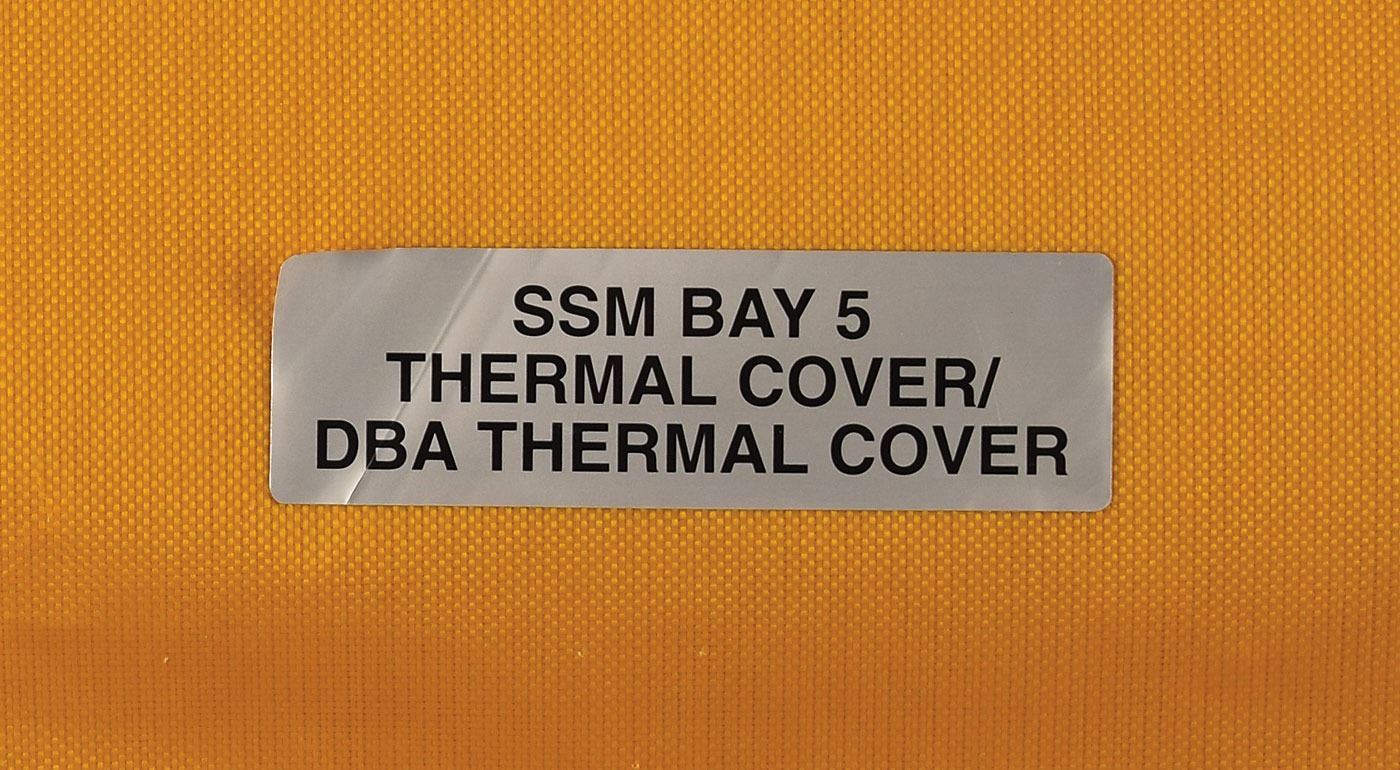 SSM BAY 5
THERMAL COVER/
DBA THERMAL COVER